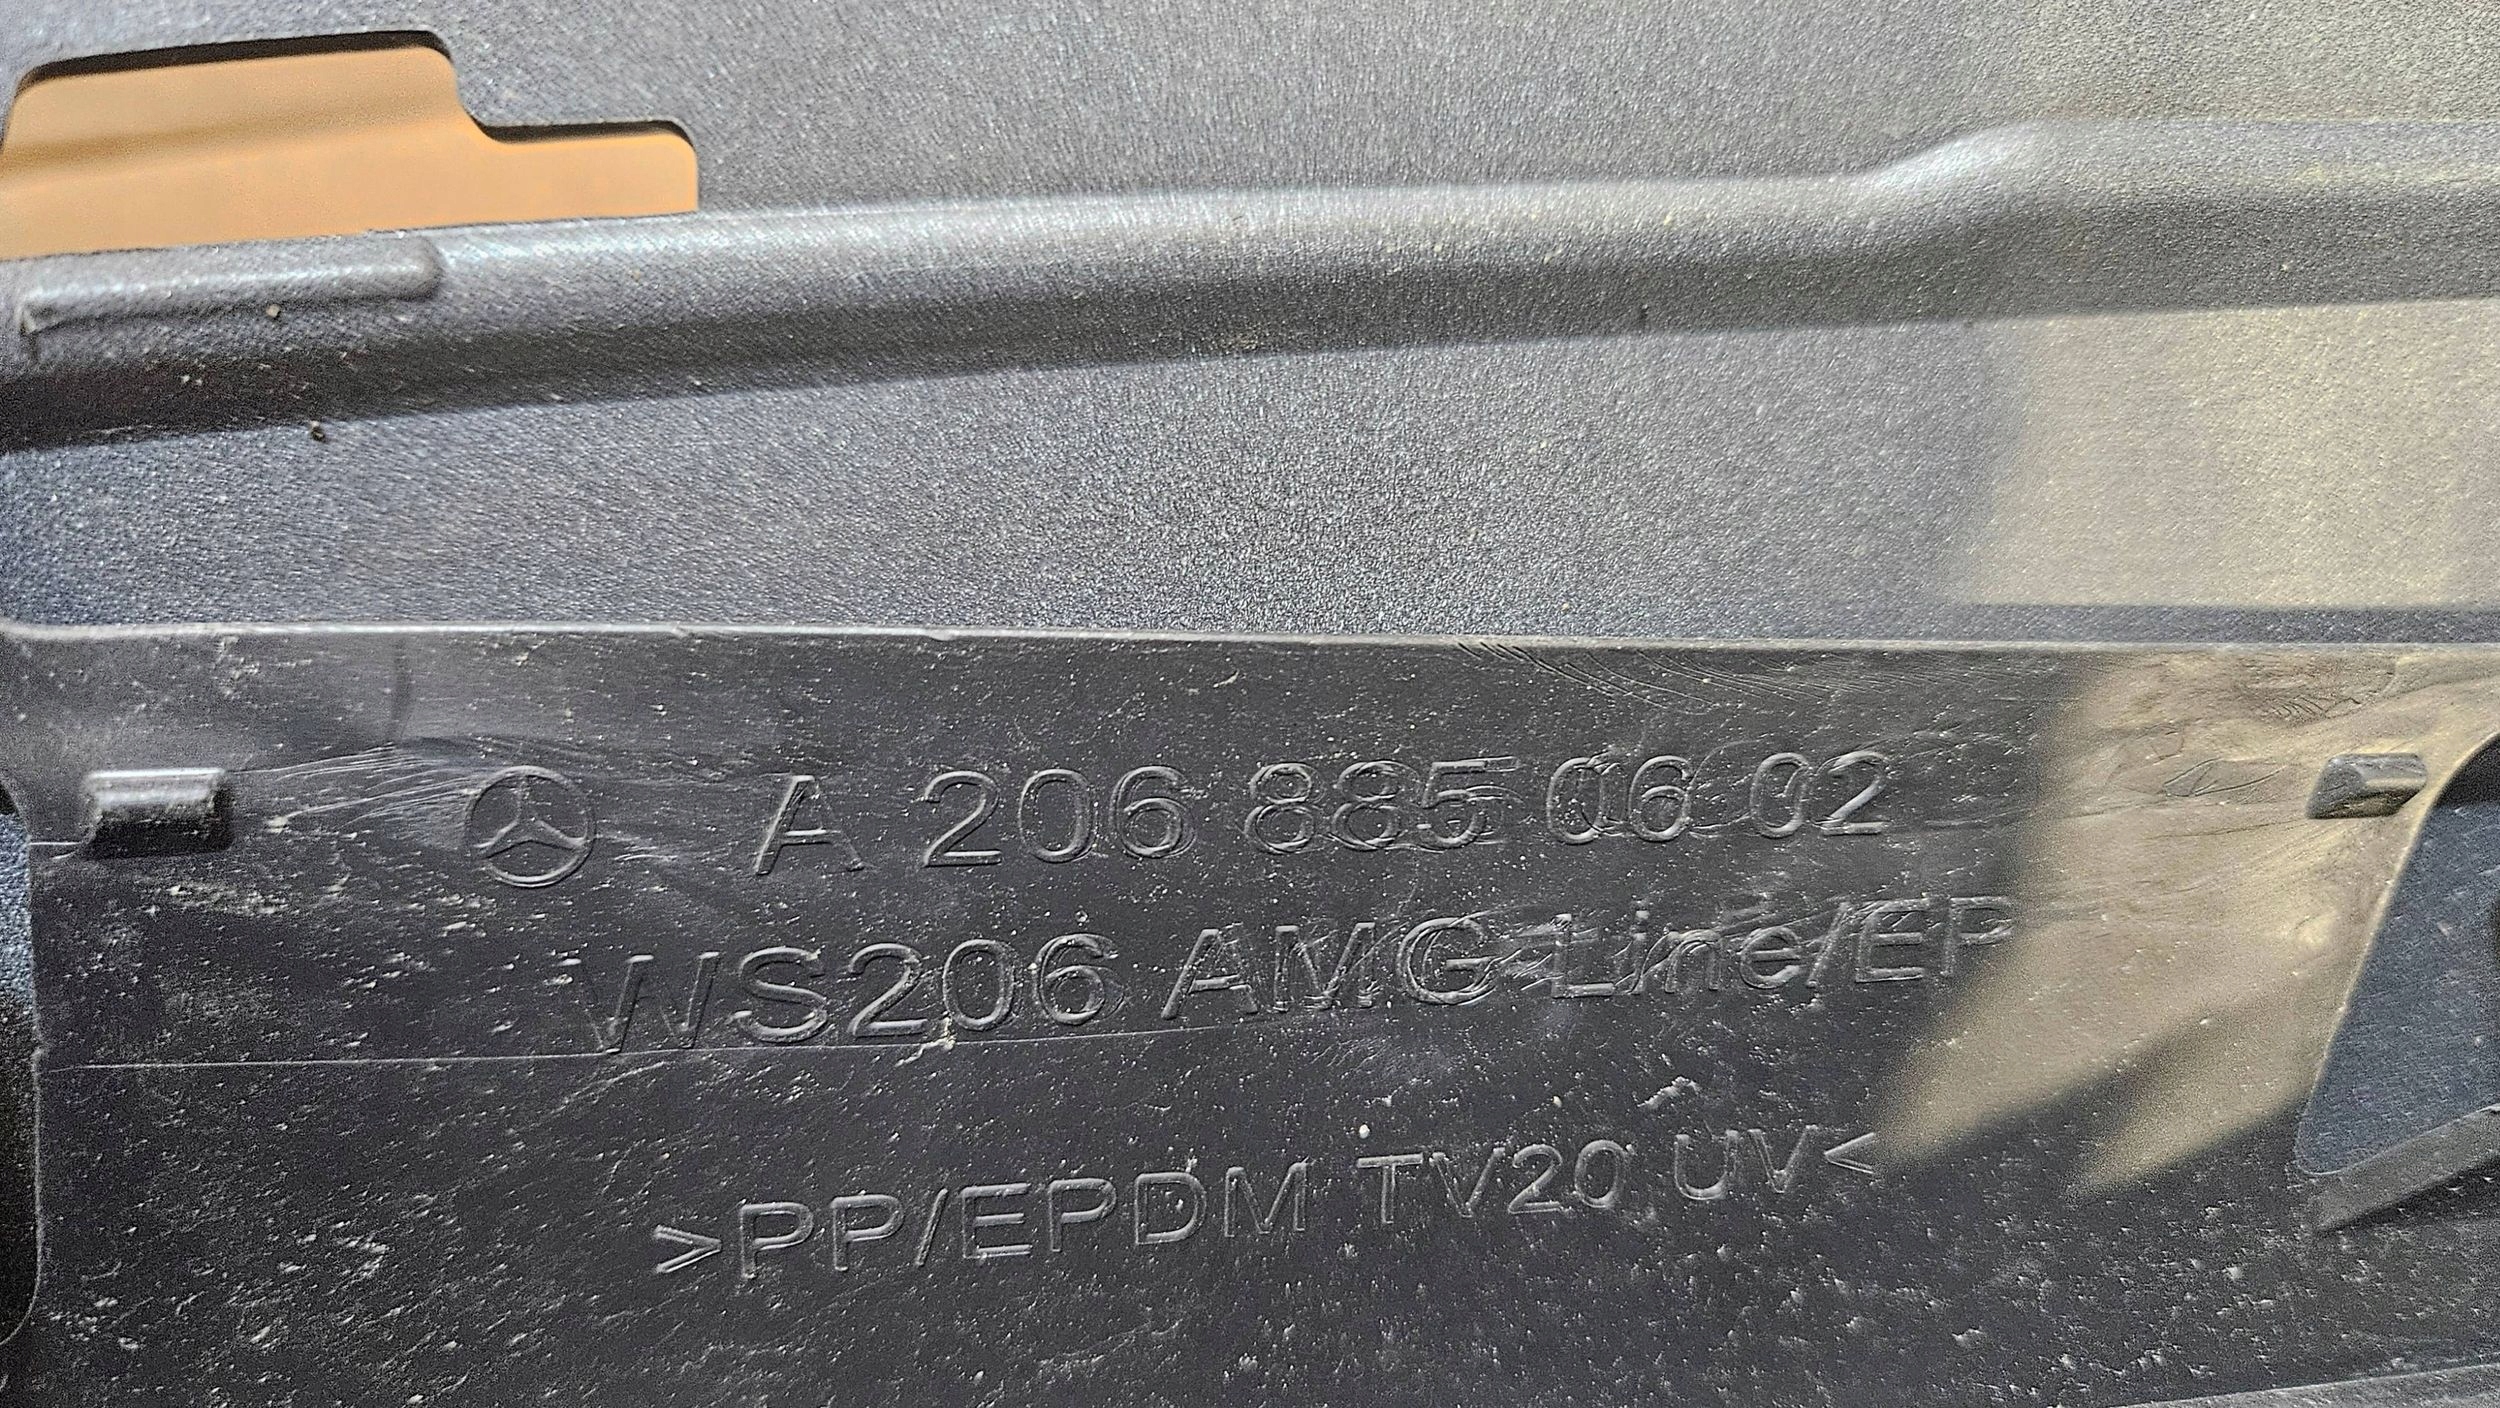 A 206 885 06 02
WS206 AMG Line/EP
>PP/EPDM TV20 UV<